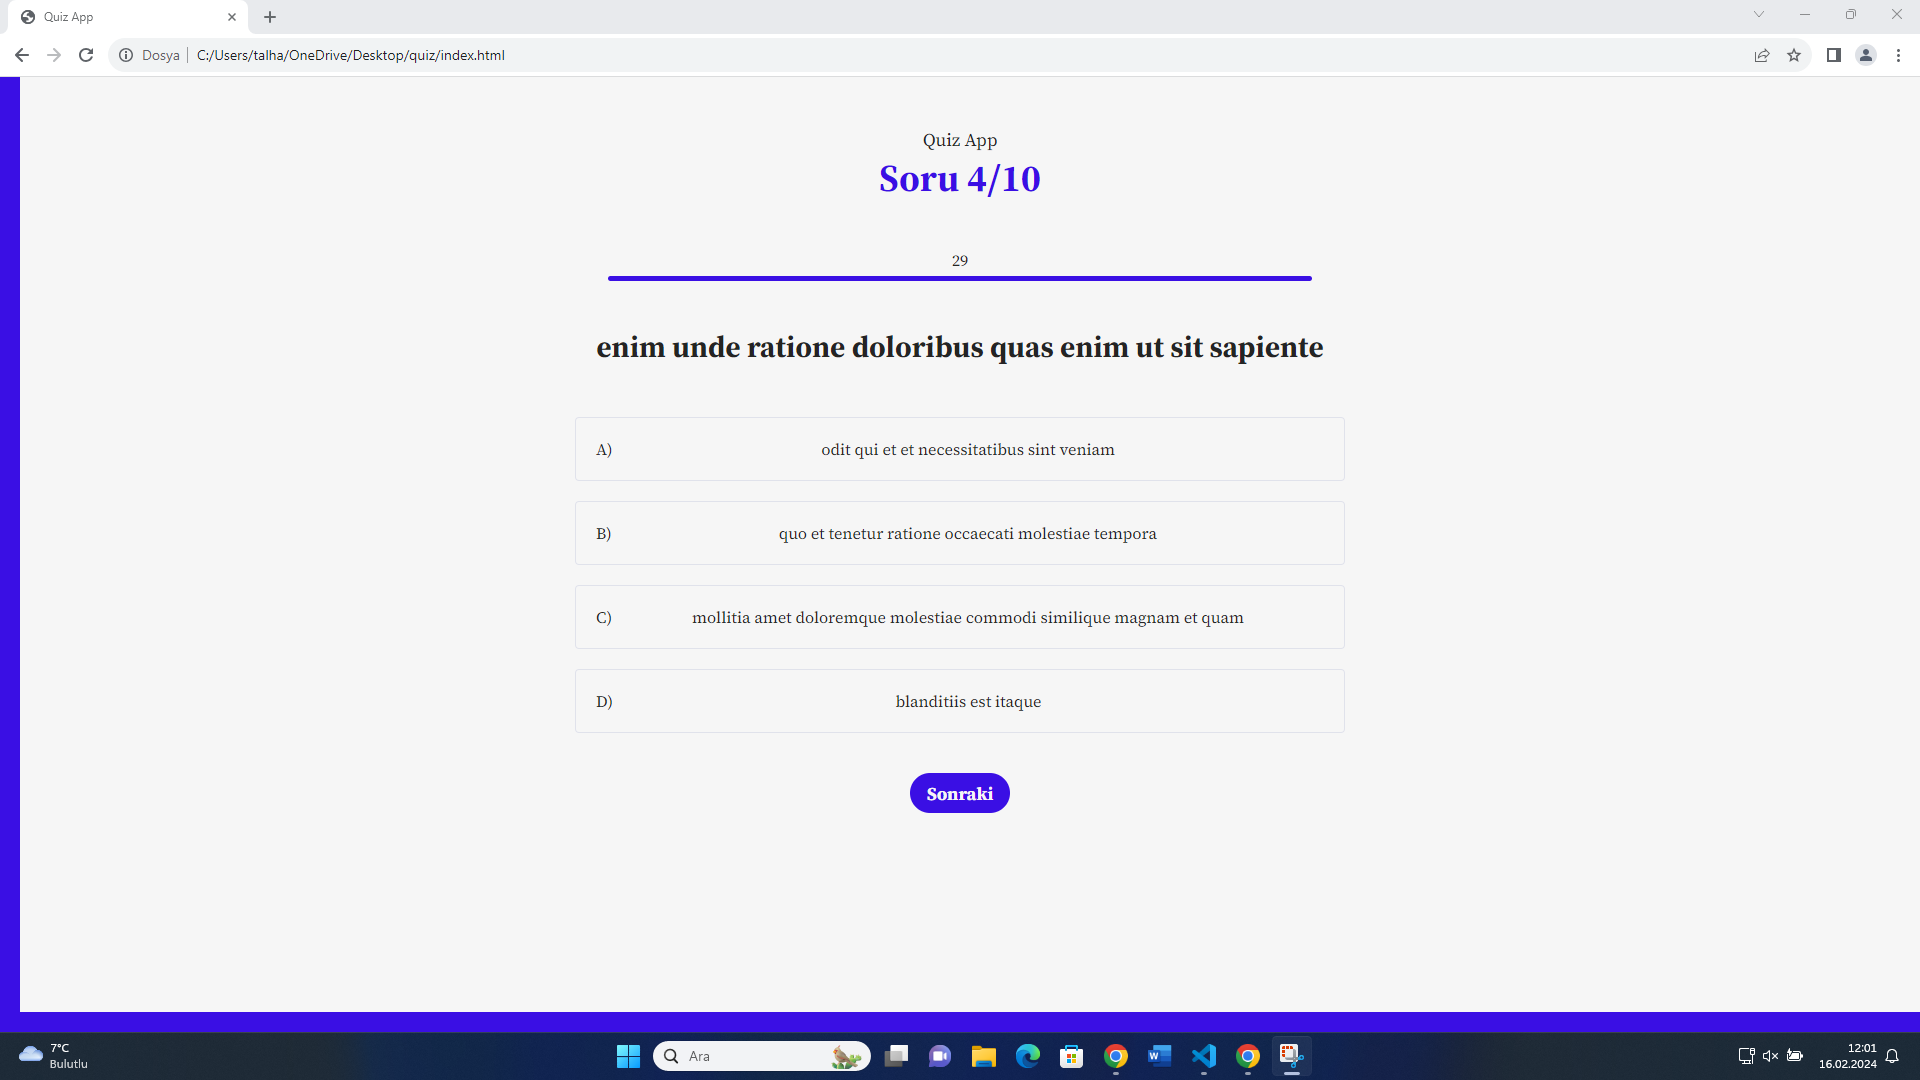 Quiz App
Dosya C:/Users/talha/OneDrive/Desktop/quiz/index.html
Quiz App
Soru 4/10
29
enim unde ratione doloribus quas enim ut sit sapiente
A) odit qui et et necessitatibus sint veniam
B) quo et tenetur ratione occaecati molestiae tempora
C) mollitia amet doloremque molestiae commodi similique magnam et quam
D) blanditiis est itaque
Sonraki
7°C
Bulutlu
Ara
12:01
16.02.2024